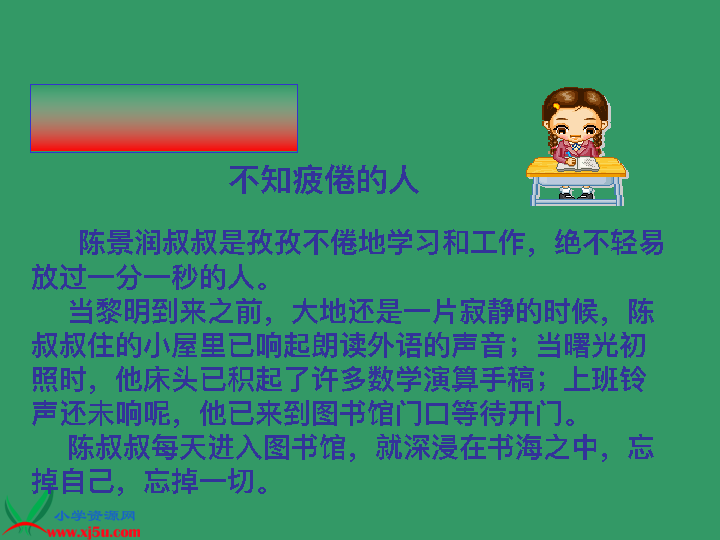 不知疲倦的人
陈景润叔叔是孜孜不倦地学习和工作，绝不轻易
放过一分一秒的人。
当黎明到来之前，大地还是一片寂静的时候，陈
叔叔住的小屋里已响起朗读外语的声音；当曙光初
照时，他床头已积起了许多数学演算手稿；上班铃
声还未响呢，他已来到图书馆门口等待开门。
陈叔叔每天进入图书馆，就深浸在书海之中，忘
掉自己，忘掉一切。
小学资源网
www.xj5u.com